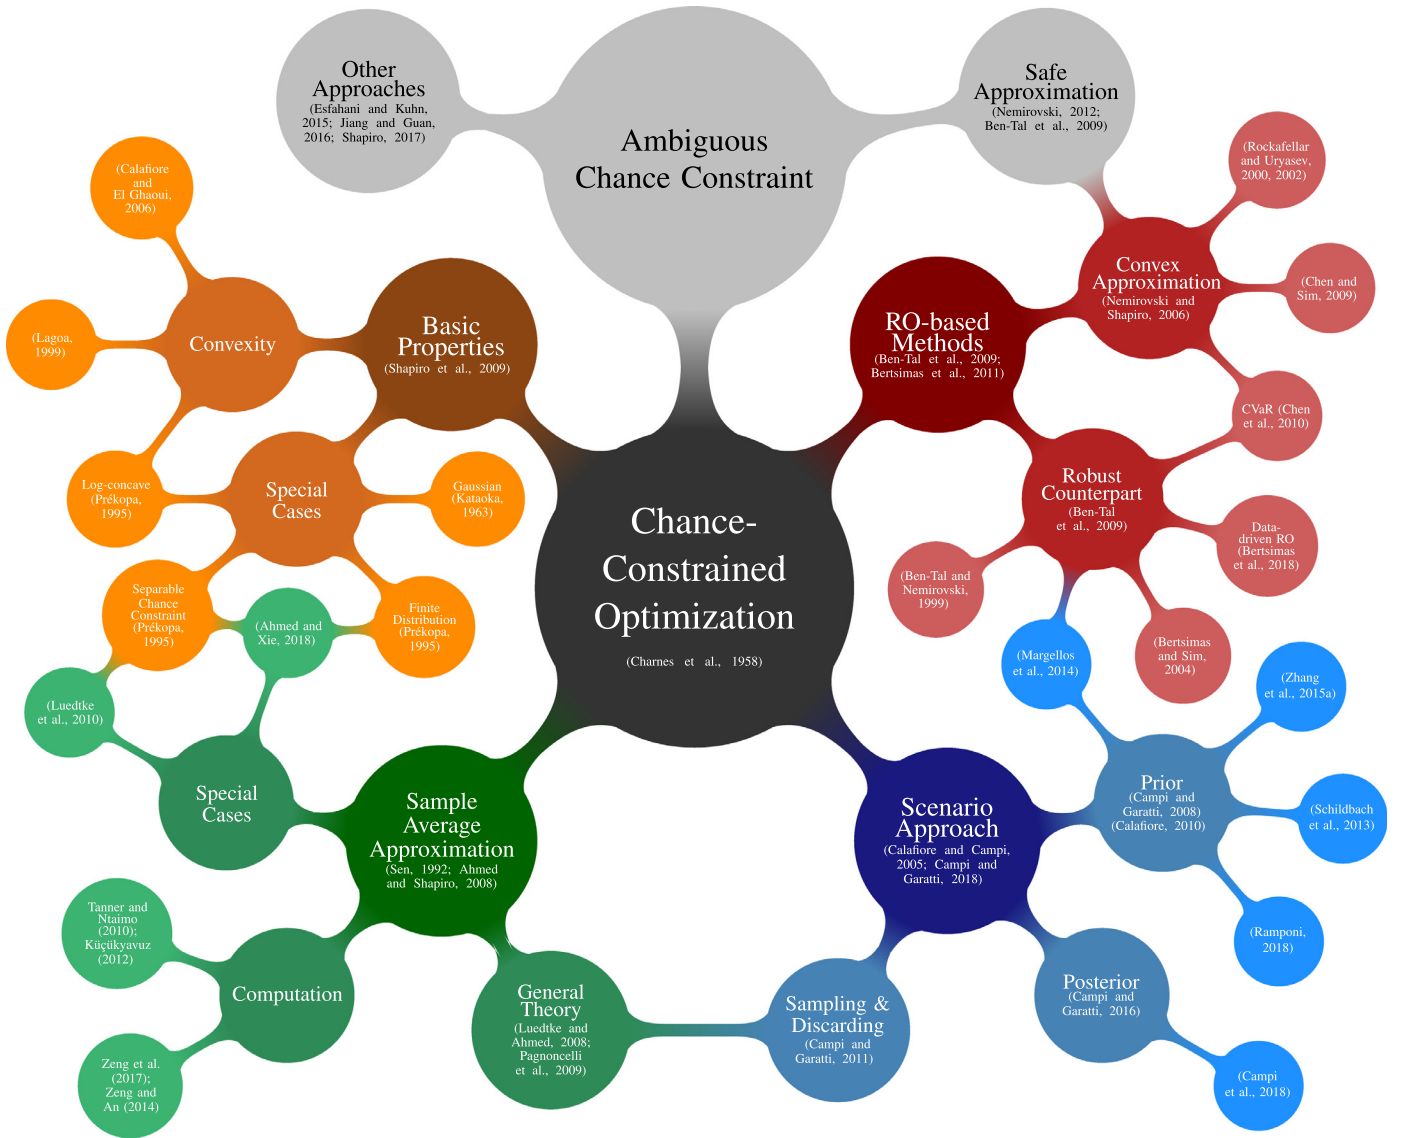 Other
Approaches
(Esfahani and Kuhn,
2015; Jiang and Guan,
2016; Shapiro, 2017)
Ambiguous
Chance Constraint
Safe
Approximation
(Nemirovski, 2012;
Ben-Tal et al., 2009)
(Calafiore
and
El Ghaoui,
2006)
(Rockafellar
and Uryasev,
2000, 2002)
Convexity
(Lagoa,
1999)
Basic
Properties
(Shapiro et al., 2009)
RO-based
Methods
(Ben-Tal et al., 2009;
Bertsimas et al., 2011)
Convex
Approximation
(Nemirovski and
Shapiro, 2006)
(Chen and
Sim, 2009)
CVaR (Chen
et al., 2010)
Log-concave
(Prékopa,
1995)
Special
Cases
Gaussian
(Kataoka,
1963)
Robust
Counterpart
(Ben-Tal
et al., 2009)
Data-
driven RO
(Bertsimas
et al., 2018)
Chance-
Constrained
Optimization
(Charnes et al., 1958)
Separable
Chance
Constraint
(Prékopa,
1995)
(Ahmed and
Xie, 2018)
Finite
Distribution
(Prékopa,
1995)
(Ben-Tal and
Nemirovski,
1999)
(Bertsimas
and Sim,
2004)
(Margellos
et al., 2014)
(Zhang
et al., 2015a)
(Luedtke
et al., 2010)
Special
Cases
Sample
Average
Approximation
(Sen, 1992; Ahmed
and Shapiro, 2008)
Scenario
Approach
(Calafiore and Campi,
2005; Campi and
Garatti, 2018)
Prior
(Campi and
Garatti, 2008)
(Calafiore, 2010)
(Schildbach
et al., 2013)
(Ramponi,
2018)
Tanner and
Ntaimo
(2010);
Küçükyavuz
(2012)
Computation
General
Theory
(Luedtke and
Ahmed, 2008;
Pagnoncelli
et al., 2009)
Sampling &
Discarding
(Campi and
Garatti, 2011)
Posterior
(Campi and
Garatti, 2016)
Zeng et al.
(2017);
Zeng and
An (2014)
(Campi
et al., 2018)